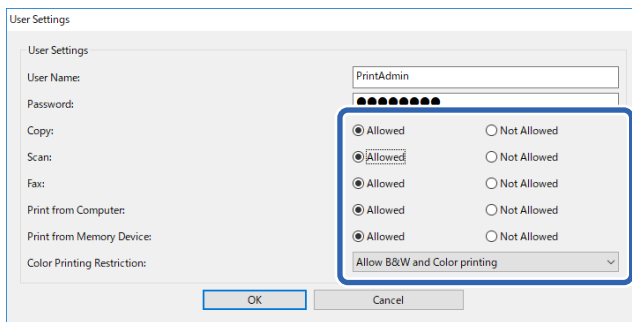 User Settings
User Settings
User Name: PrintAdmin
Password: ●●●●●●●●
Copy: Allowed Not Allowed
Scan: Allowed Not Allowed
Fax: Allowed Not Allowed
Print from Computer: Allowed Not Allowed
Print from Memory Device: Allowed Not Allowed
Color Printing Restriction: Allow B&W and Color printing
OK Cancel